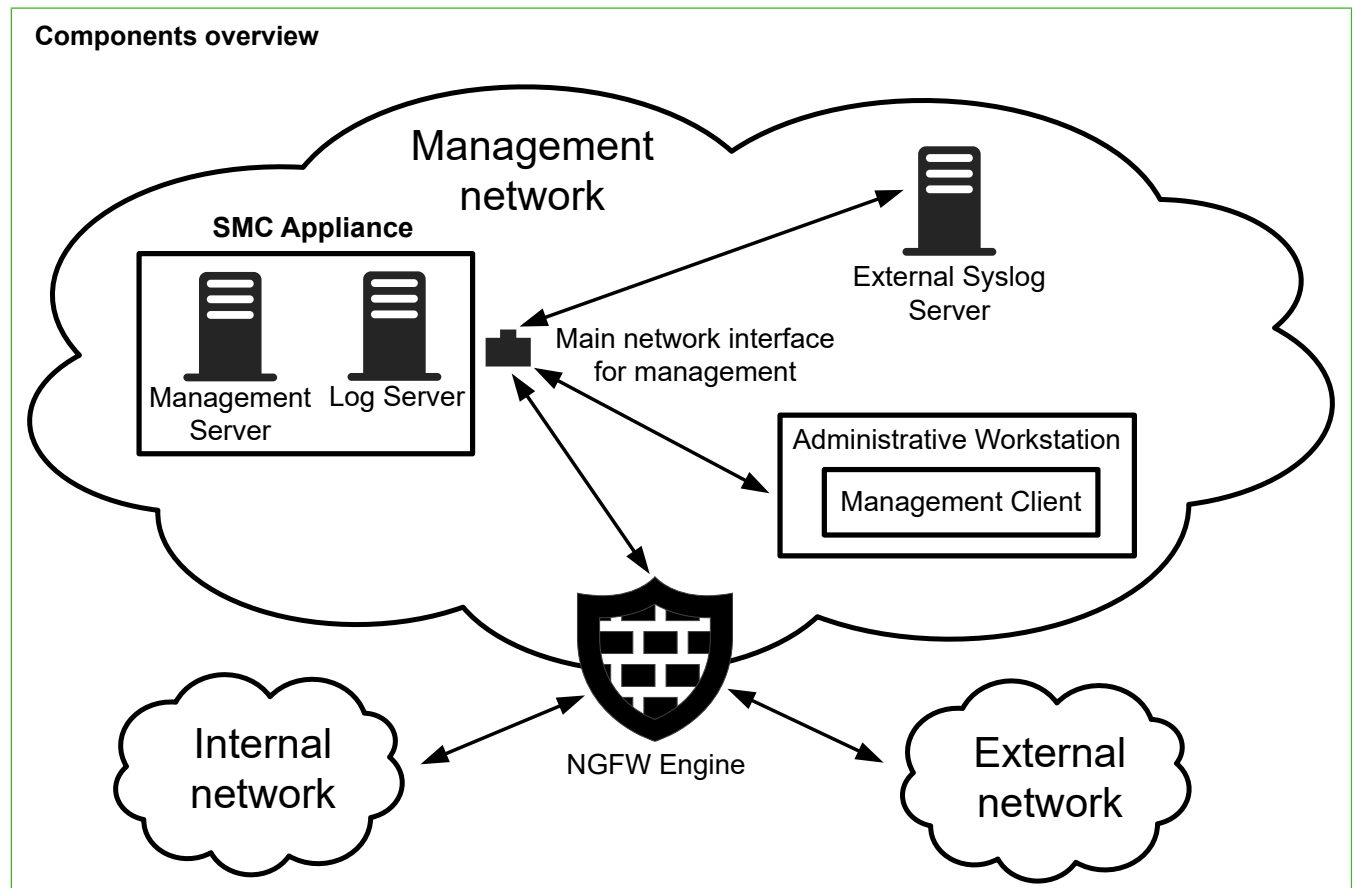 Components overview
Management
network
SMC Appliance
Management
Server
Log Server
External Syslog
Server
Main network interface
for management
Administrative Workstation
Management Client
NGFW Engine
Internal
network
External
network